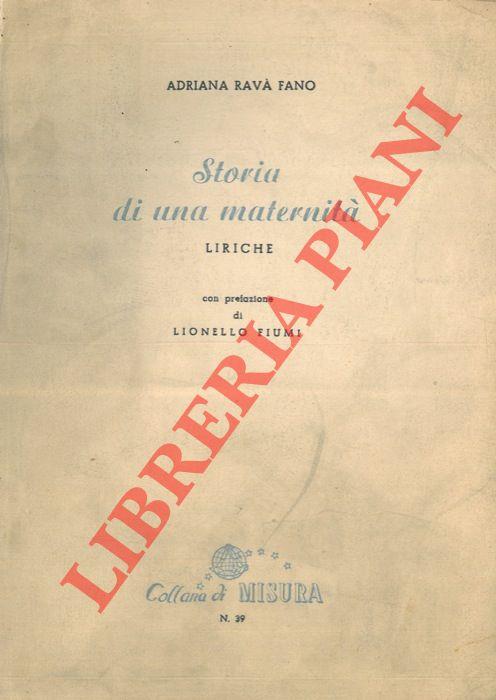 ADRIANA RAVÀ FANO
Storia
di una maternità
LIRICHE
con prefazione
di
LIONELLO FIUMI
LIBRERIA PIANI
Collana di MISURA
N. 39